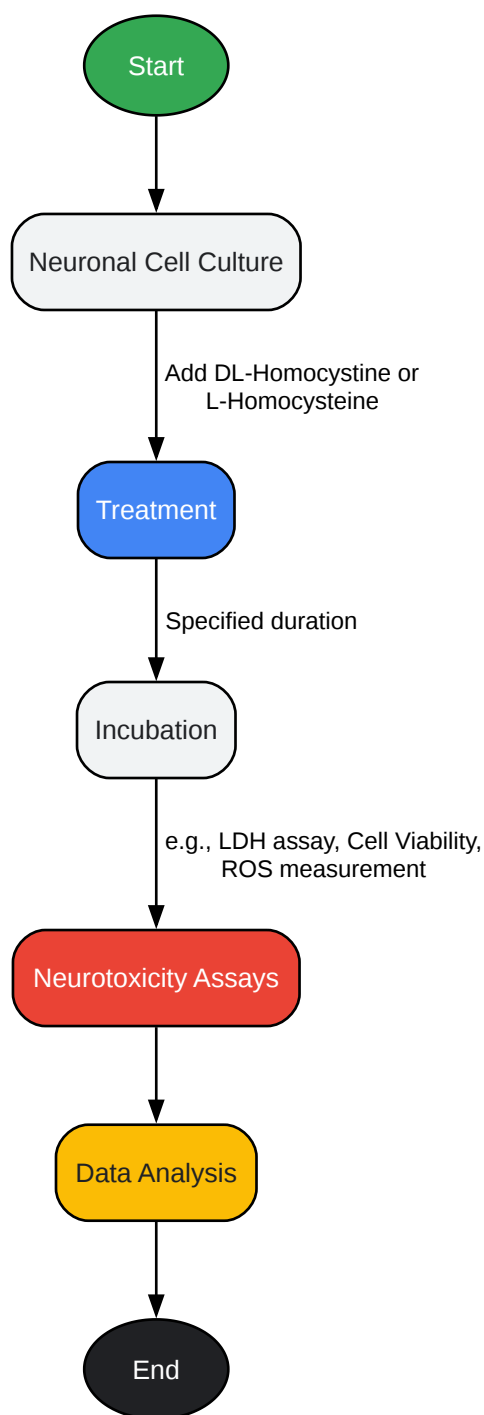 Start
Neuronal Cell Culture
Add DL-Homocystine or
L-Homocysteine
Treatment
Specified duration
Incubation
e.g., LDH assay, Cell Viability,
ROS measurement
Neurotoxicity Assays
Data Analysis
End